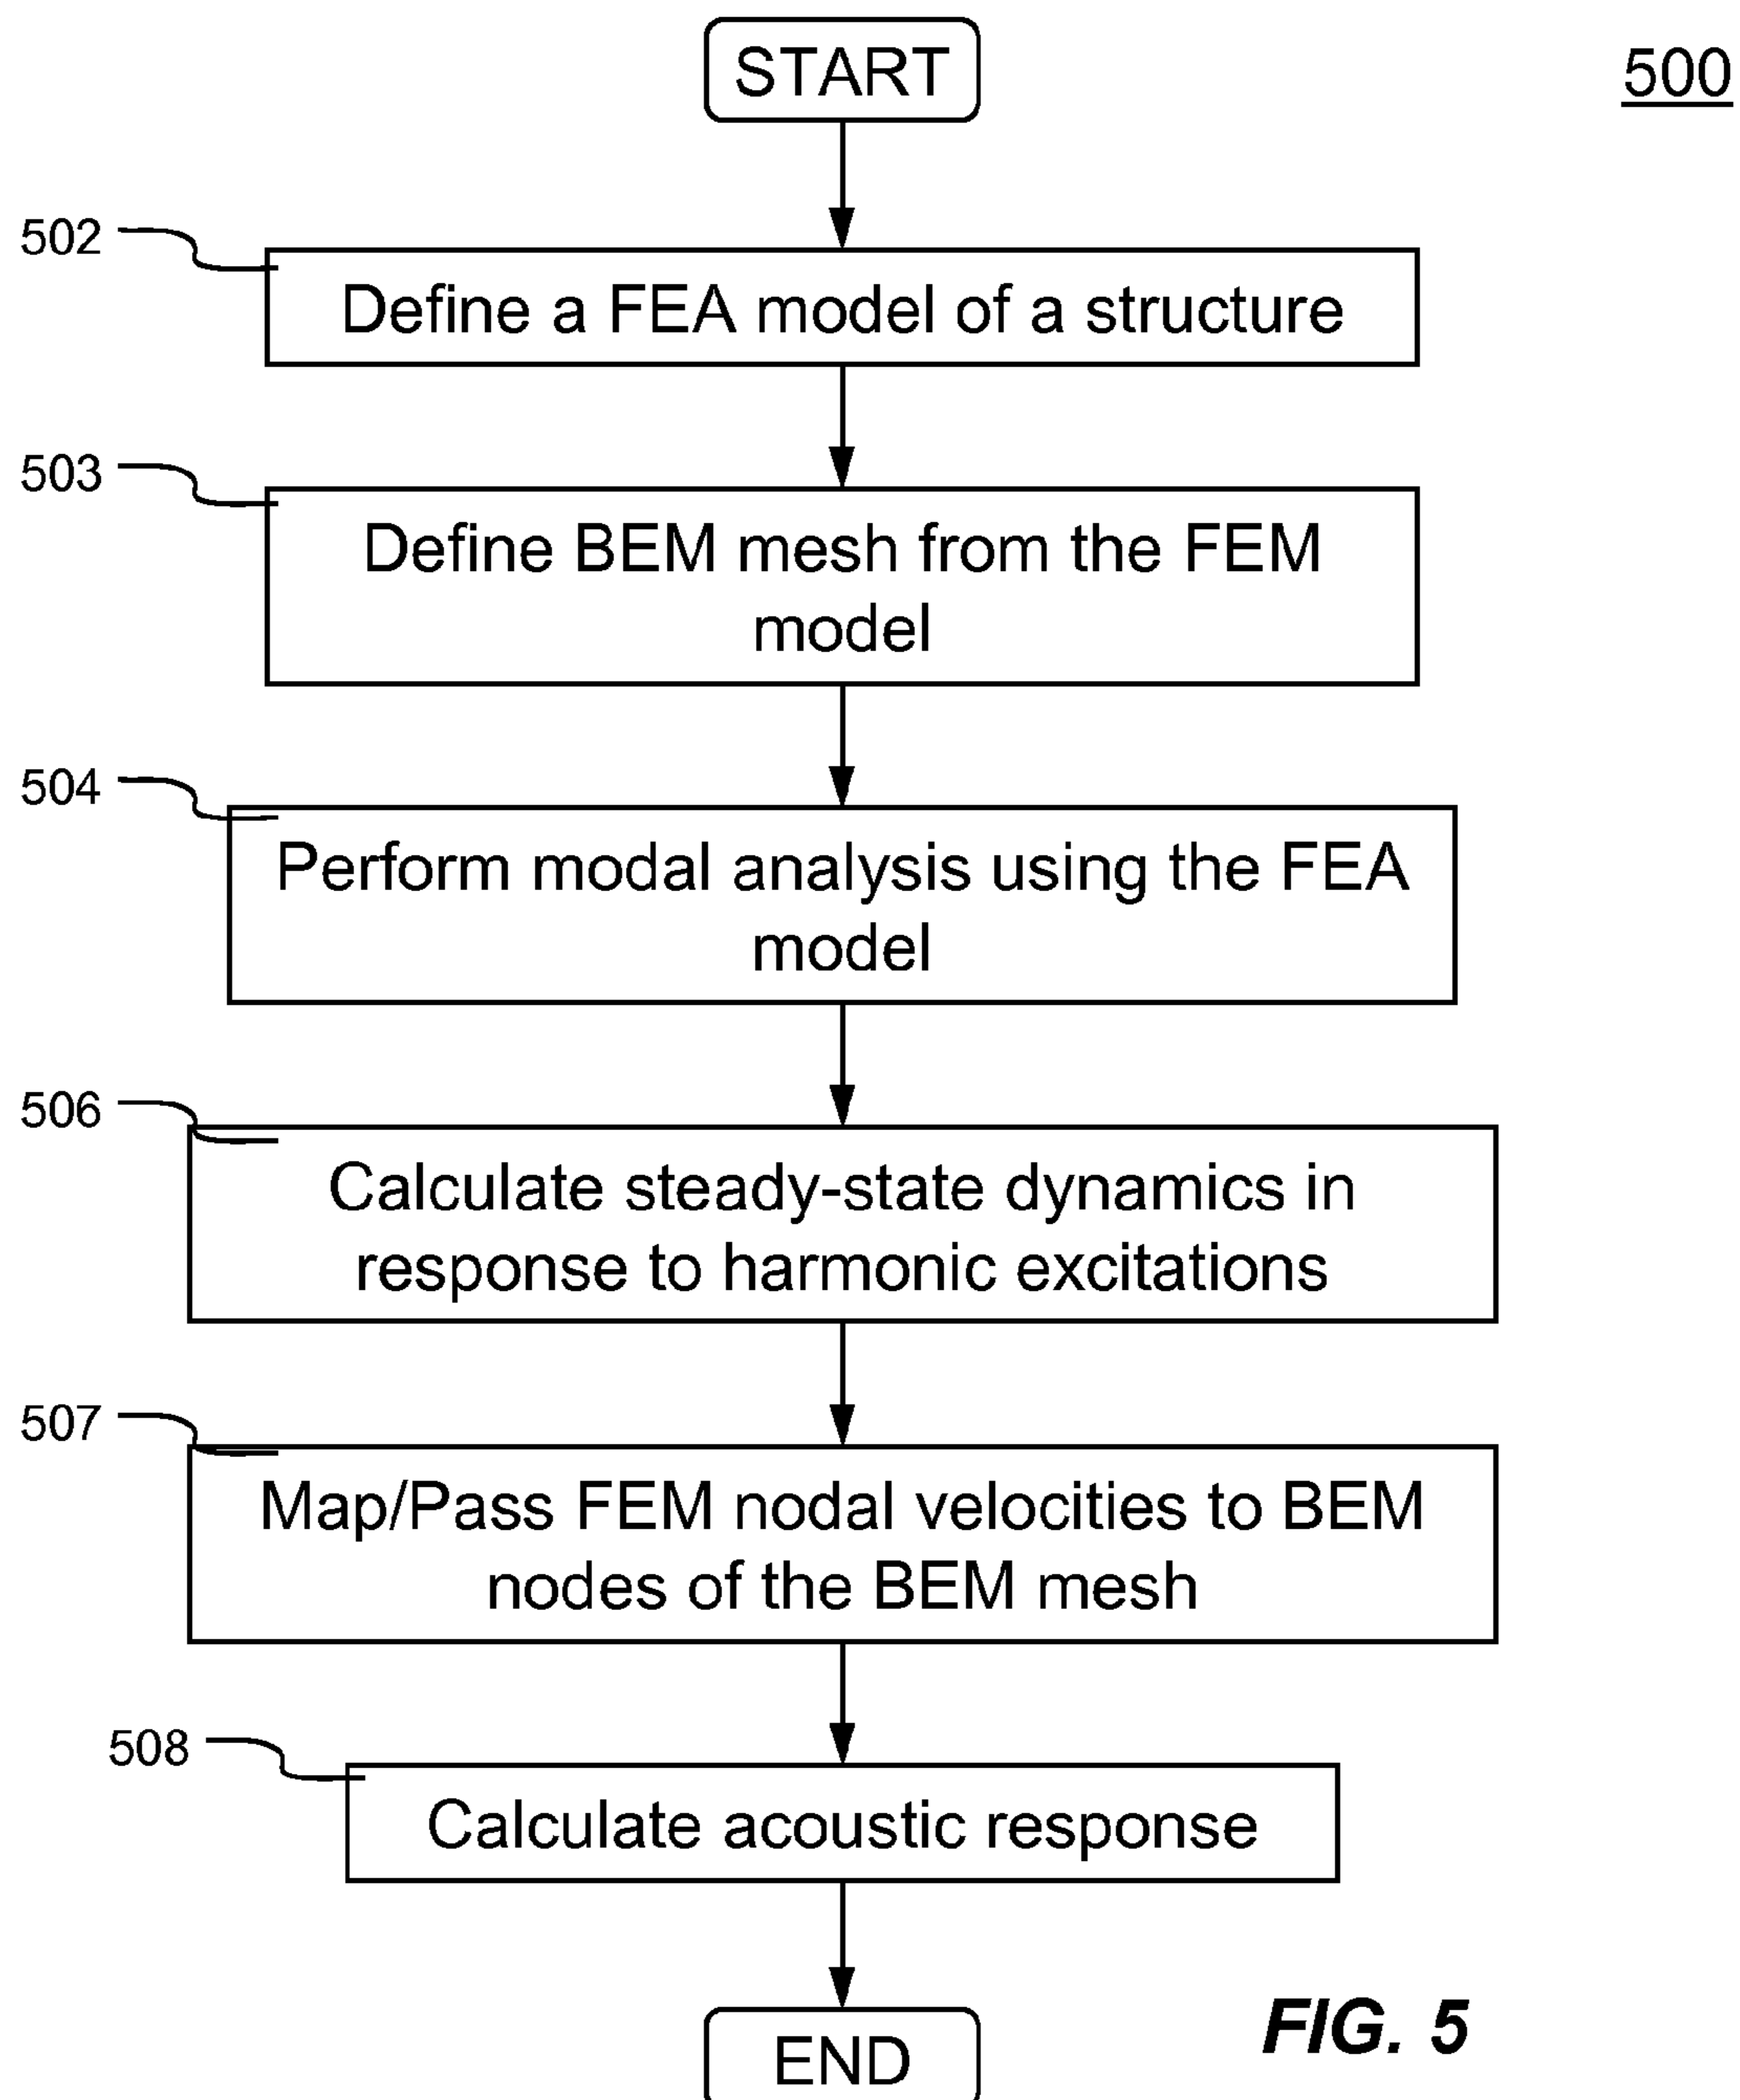 START
500
502
Define a FEA model of a structure
503
Define BEM mesh from the FEM
model
504
Perform modal analysis using the FEA
model
506
Calculate steady-state dynamics in
response to harmonic excitations
507
Map/Pass FEM nodal velocities to BEM
nodes of the BEM mesh
508
Calculate acoustic response
END
FIG. 5